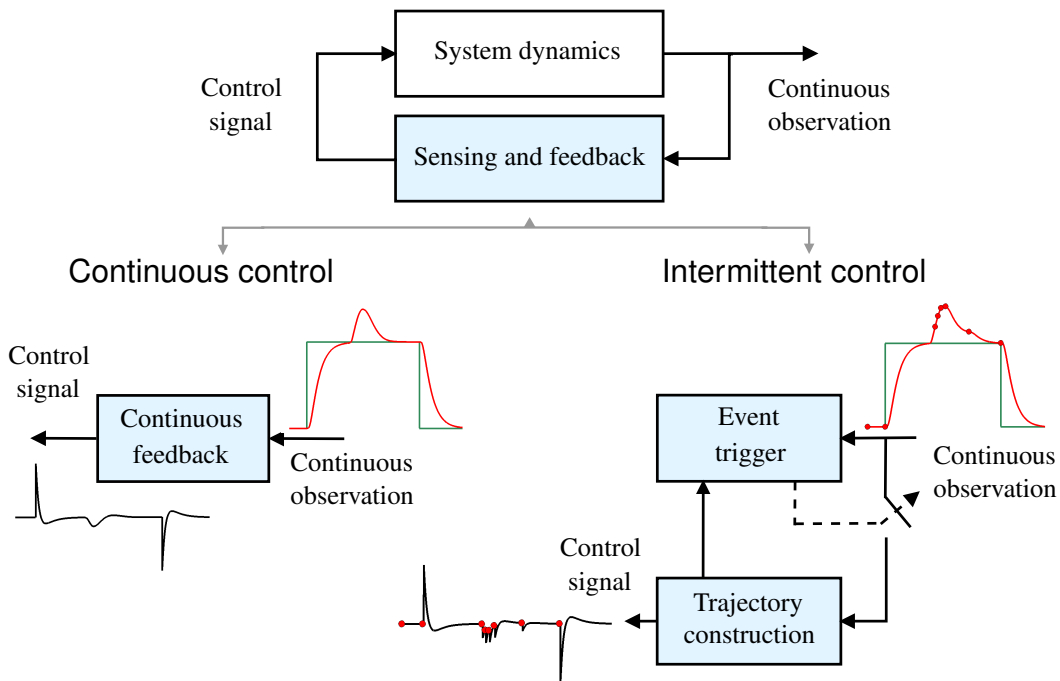 System dynamics
Control
signal
Continuous
observation
Sensing and feedback
Continuous control
Intermittent control
Control
signal
Continuous
feedback
Continuous
observation
Event
trigger
Continuous
observation
Control
signal
Trajectory
construction